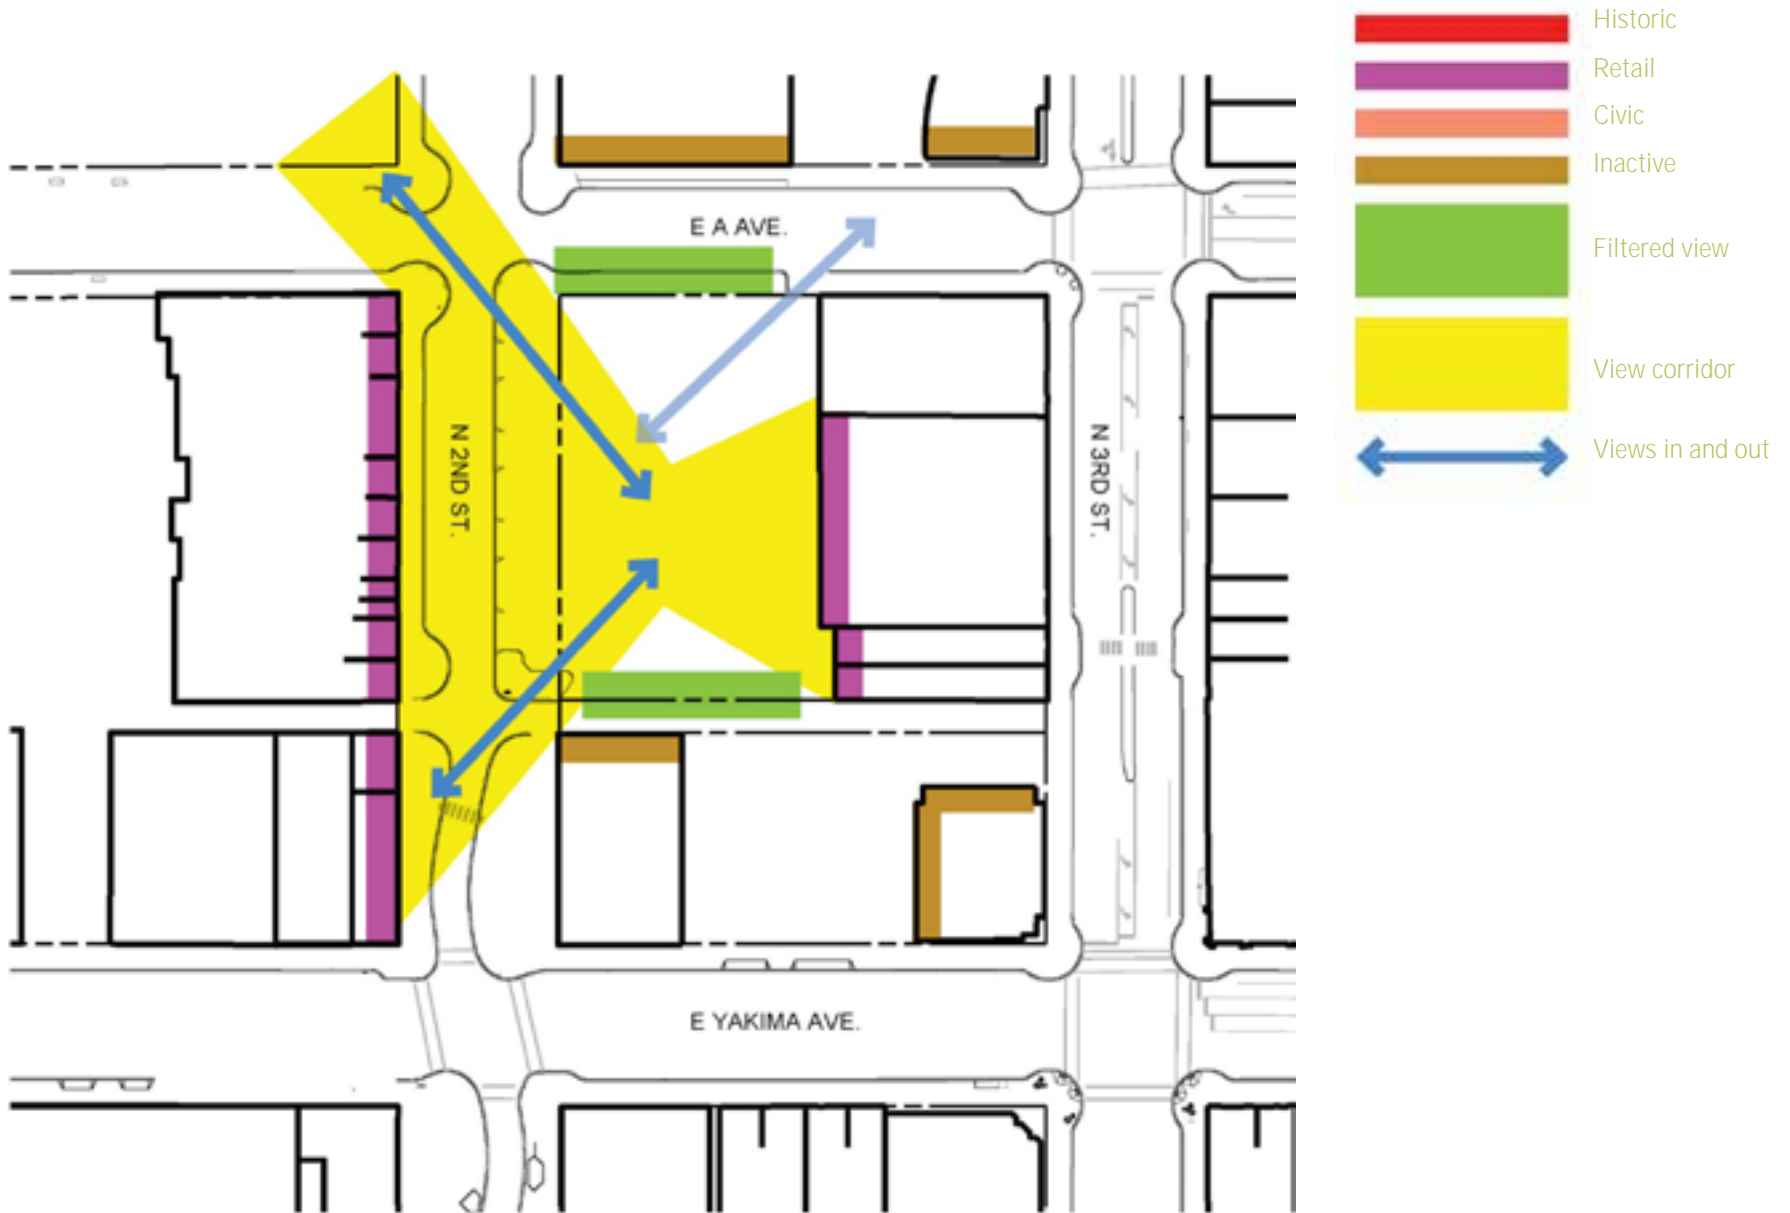 Historic
Retail
Civic
Inactive
Filtered view
View corridor
Views in and out
E A AVE.
N 2ND ST.
N 3RD ST.
E YAKIMA AVE.